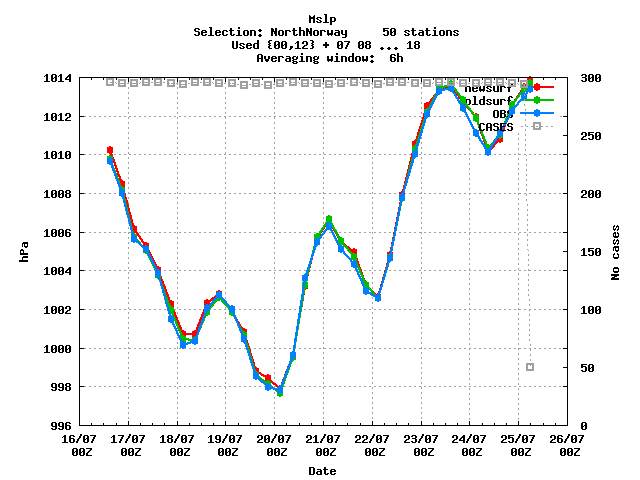 Mslp
Selection: NorthNorway 50 stations
Used {00,12} + 07 08 ... 18
Averaging window: 6h
1014
1012
1010
1008
1006
1004
1002
1000
998
996
hPa
300
250
200
150
100
50
0
No cases
newsurf
oldsurf
OBS
CASES
16/07 17/07 18/07 19/07 20/07 21/07 22/07 23/07 24/07 25/07 26/07
00Z 00Z 00Z 00Z 00Z 00Z 00Z 00Z 00Z 00Z 00Z
Date